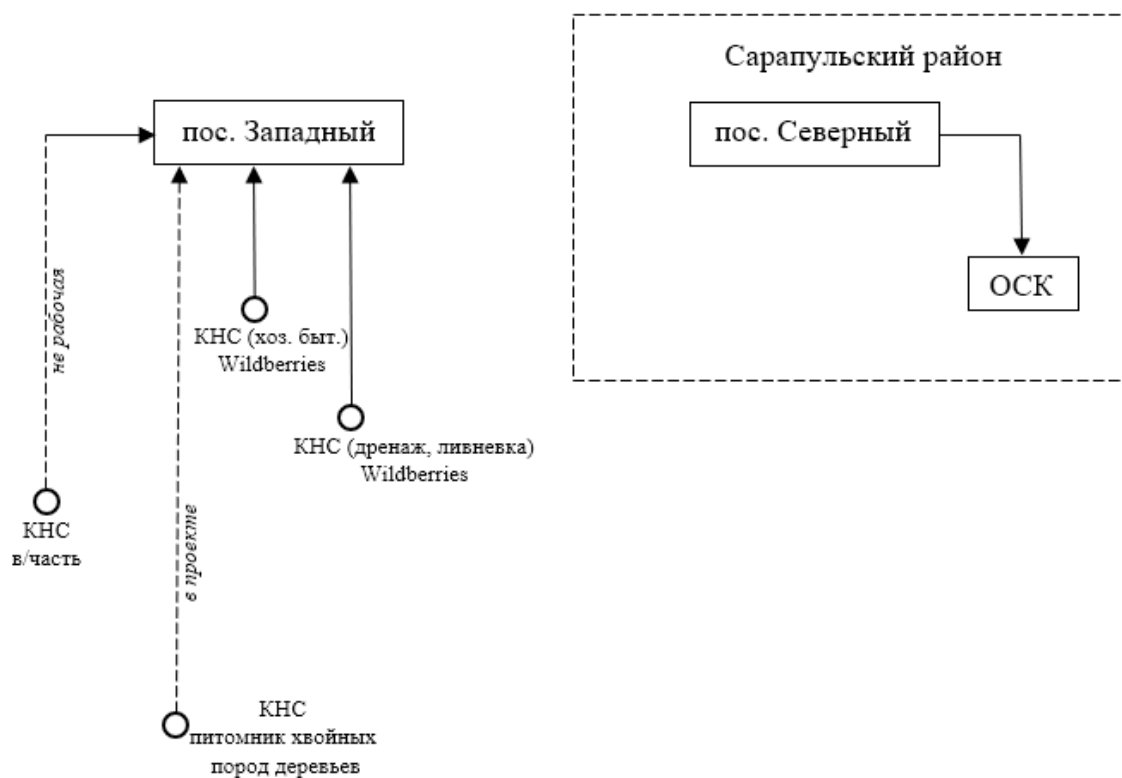 Сарапульский район
пос. Западный
пос. Северный
ОСК
не рабочая
КНС (хоз. быт.)
Wildberries
КНС (дренаж, ливневка)
Wildberries
КНС
в/часть
в проекте
КНС
питомник хвойных
пород деревьев